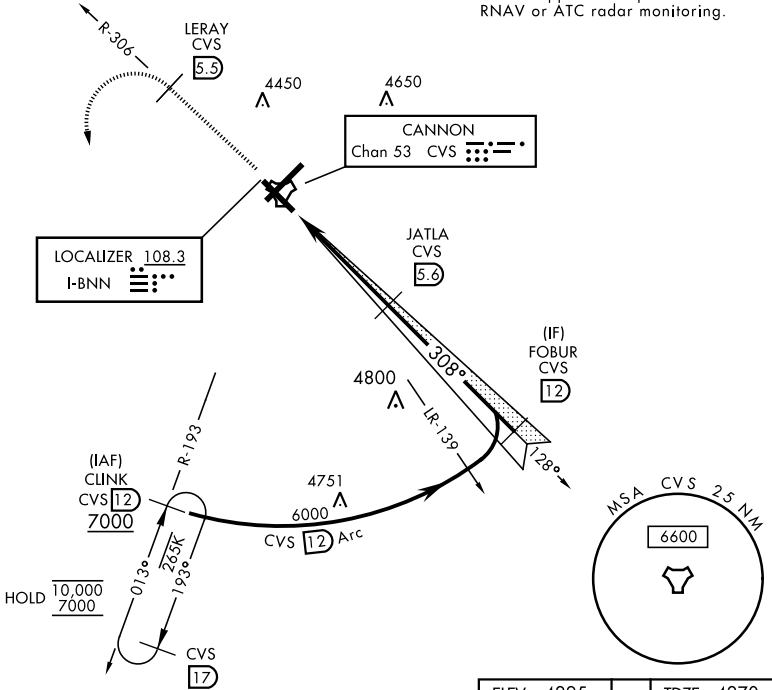 RNAV or ATC radar monitoring.
R-306
LERAY
CVS
5.5
4450
4650
CANNON
Chan 53 CVS
LOCALIZER 108.3
I-BNN
JATLA
CVS
5.6
(IF)
FOBUR
CVS
12
308°
4800
LR-139
128°
R-193
(IAF)
CLINK
CVS 12
7000
4751
6000
CVS 12 Arc
265K
013°
193°
HOLD 10,000
7000
CVS
17
MSA CVS 25 NM
6600